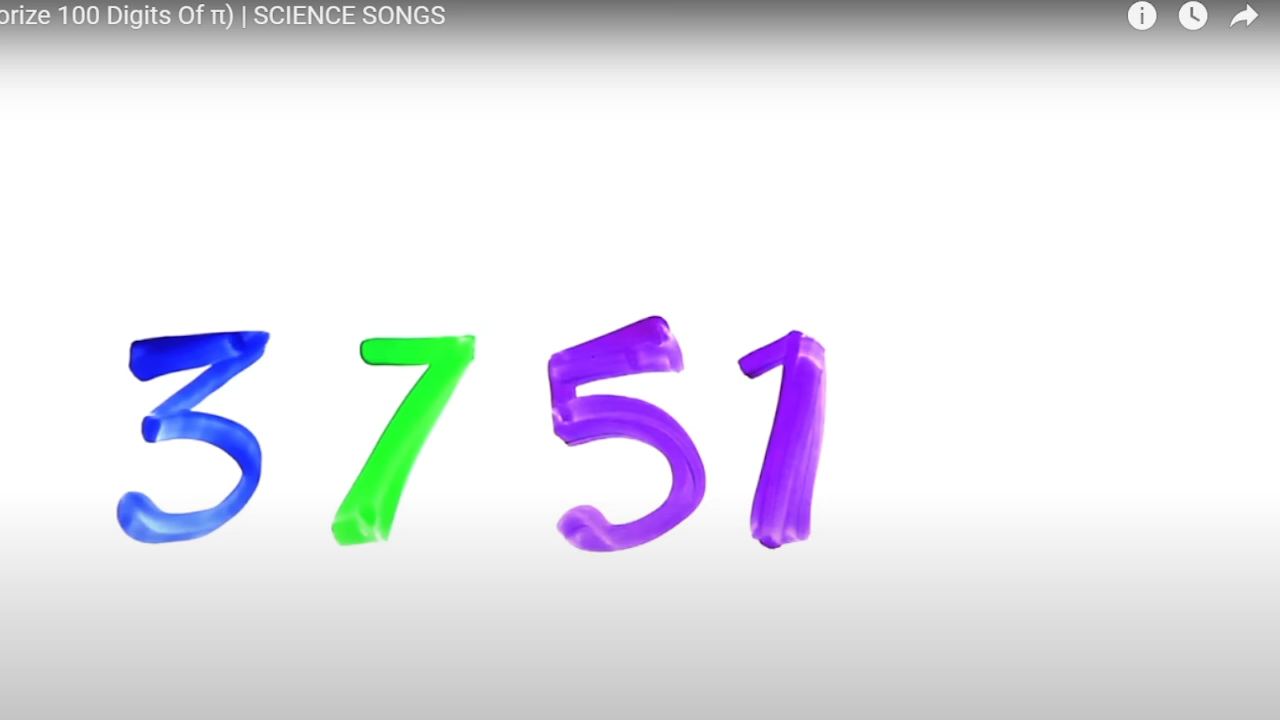 orize 100 Digits Of π) | SCIENCE SONGS
3751